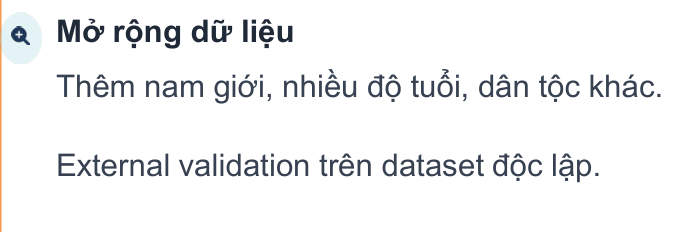 Mở rộng dữ liệu
Thêm nam giới, nhiều độ tuổi, dân tộc khác.
External validation trên dataset độc lập.